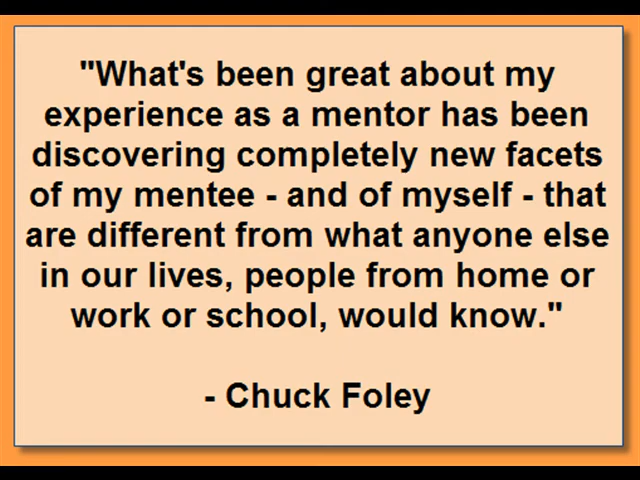 "What's been great about my
experience as a mentor has been
discovering completely new facets
of my mentee - and of myself - that
are different from what anyone else
in our lives, people from home or
work or school, would know."
- Chuck Foley